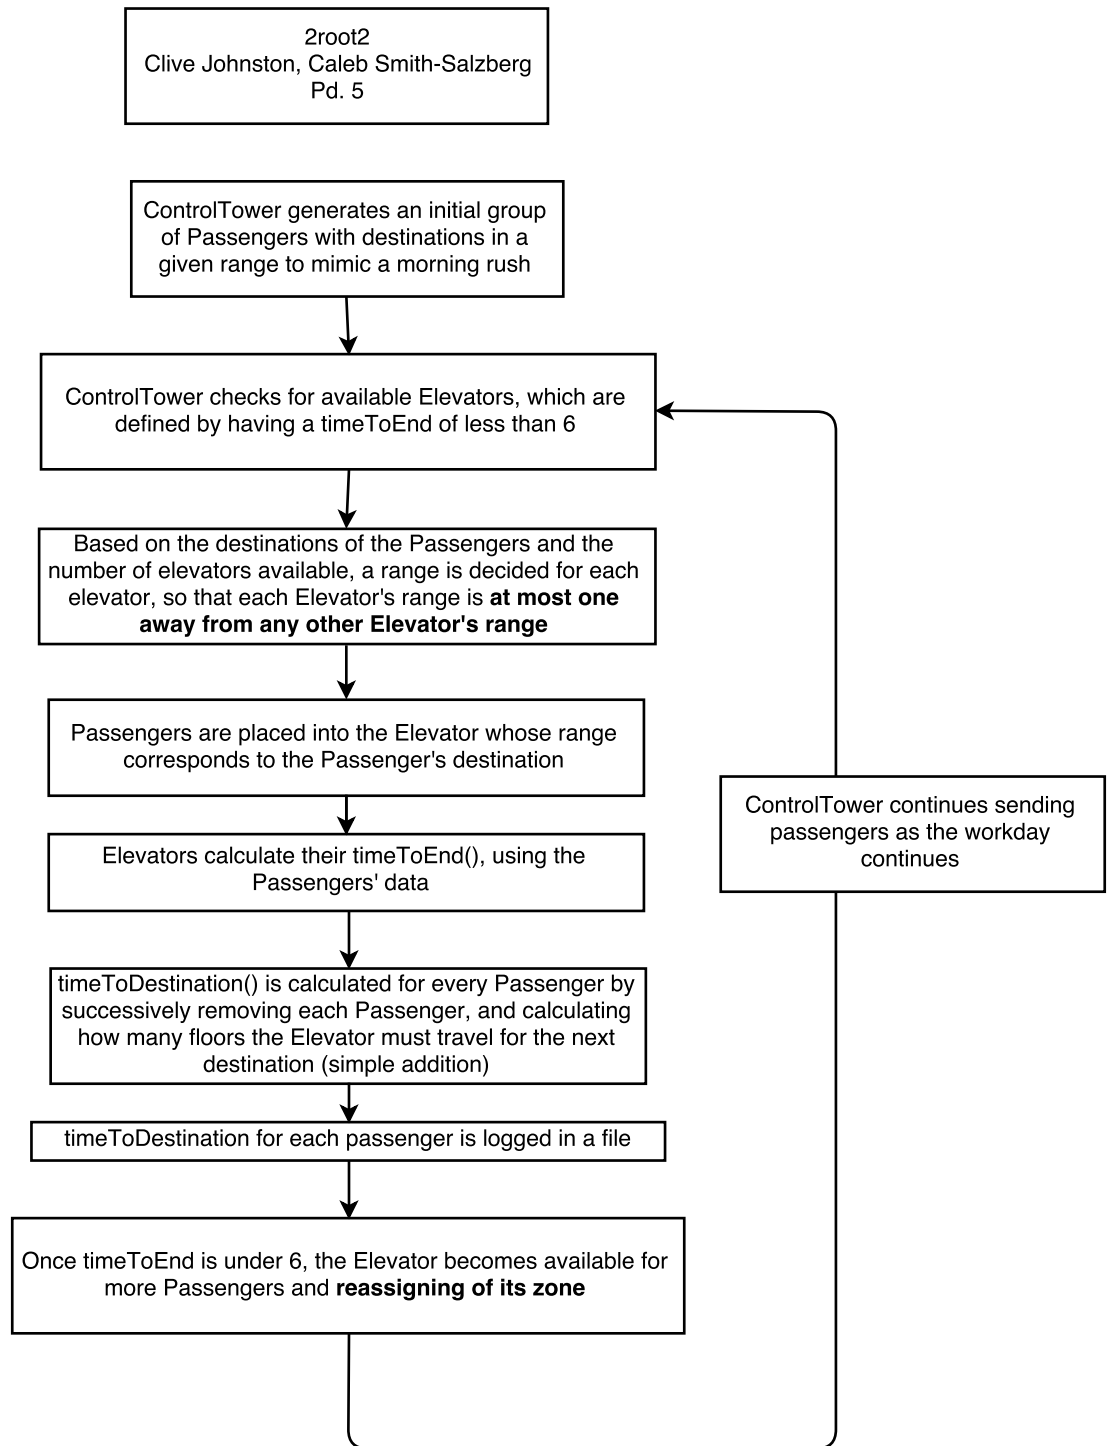 2root2
Clive Johnston, Caleb Smith-Salzberg
Pd. 5
ControlTower generates an initial group
of Passengers with destinations in a
given range to mimic a morning rush
ControlTower checks for available Elevators, which are
defined by having a timeToEnd of less than 6
Based on the destinations of the Passengers and the
number of elevators available, a range is decided for each
elevator, so that each Elevator's range is at most one
away from any other Elevator's range
Passengers are placed into the Elevator whose range
corresponds to the Passenger's destination
Elevators calculate their timeToEnd(), using the
Passengers' data
timeToDestination() is calculated for every Passenger by
successively removing each Passenger, and calculating
how many floors the Elevator must travel for the next
destination (simple addition)
timeToDestination for each passenger is logged in a file
Once timeToEnd is under 6, the Elevator becomes available for
more Passengers and reassigning of its zone
ControlTower continues sending
passengers as the workday
continues